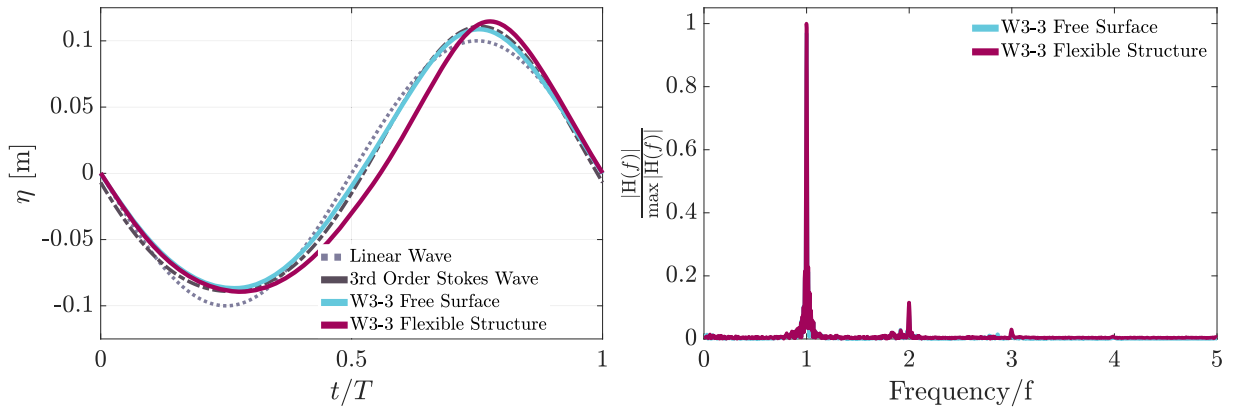 0.1
0.05
0
-0.05
-0.1
η [m]
Linear Wave
3rd Order Stokes Wave
W3-3 Free Surface
W3-3 Flexible Structure
0
0.5
1
t/T
1
0.8
0.6
0.4
0.2
0
|H(f)|
max |H(f)|
W3-3 Free Surface
W3-3 Flexible Structure
0
1
2
3
4
5
Frequency/f